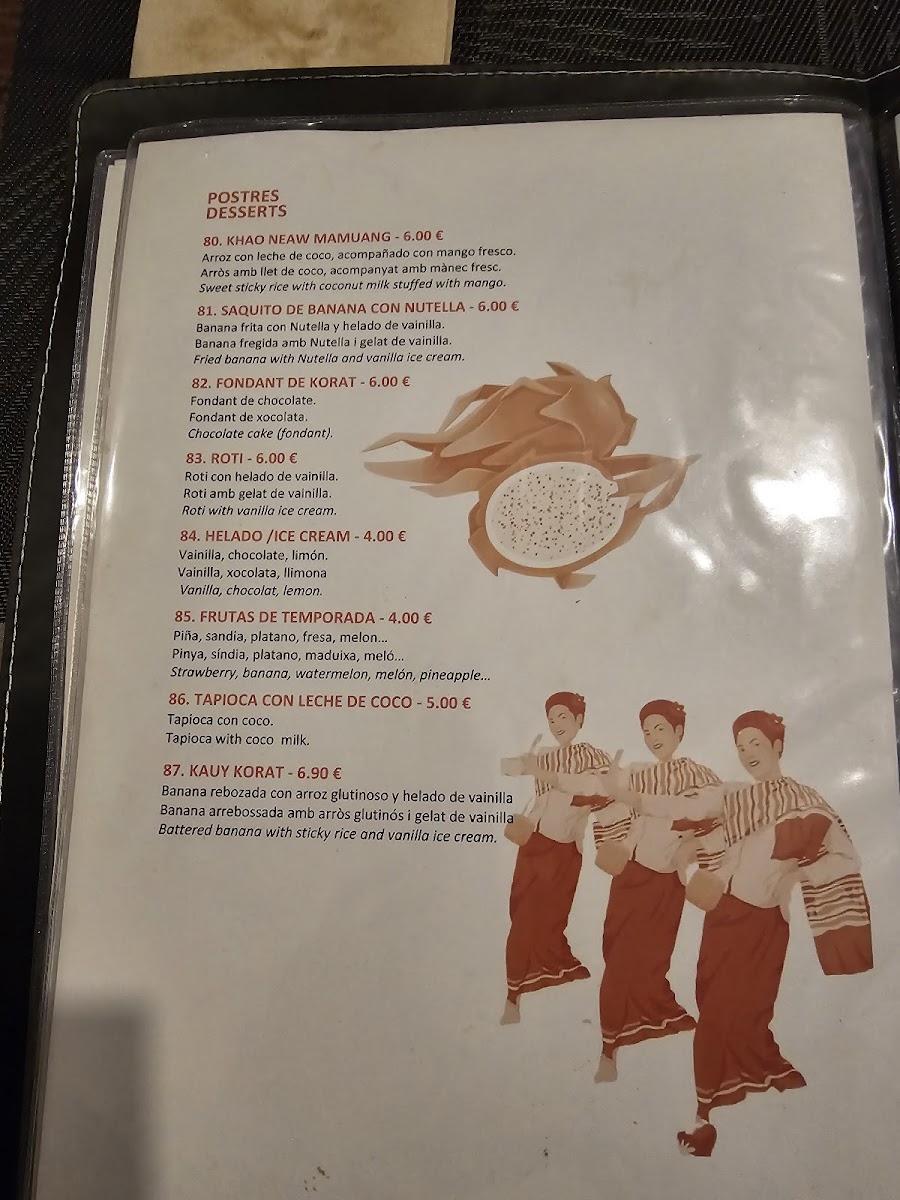 POSTRES
DESSERTS
80. KHAO NEAW MAMUANG - 6.00 €
Arroz con leche de coco, acompañado con mango fresco.
Arròs amb llet de coco, acompanyat amb mànec fresc.
Sweet sticky rice with coconut milk stuffed with mango.
81. SAQUITO DE BANANA CON NUTELLA - 6.00 €
Banana frita con Nutella y helado de vainilla.
Banana fregida amb Nutella i gelat de vainilla.
Fried banana with Nutella and vanilla ice cream.
82. FONDANT DE KORAT - 6.00 €
Fondant de chocolate.
Fondant de xocolata.
Chocolate cake (fondant).
83. ROTI - 6.00 €
Roti con helado de vainilla.
Roti amb gelat de vainilla.
Roti with vanilla ice cream.
84. HELADO /ICE CREAM - 4.00 €
Vainilla, chocolate, limón.
Vainilla, xocolata, llimona
Vanilla, chocolat, lemon.
85. FRUTAS DE TEMPORADA - 4.00 €
Piña, sandía, platano, fresa, melon...
Pinya, síndia, platano, maduixa, meló...
Strawberry, banana, watermelon, melón, pineapple...
86. TAPIOCA CON LECHE DE COCO - 5.00 €
Tapioca con coco.
Tapioca with coco milk.
87. KAUY KORAT - 6.90 €
Banana rebozada con arroz glutinoso y helado de vainilla
Banana arrebossada amb arròs glutinós i gelat de vainilla
Battered banana with sticky rice and vanilla ice cream.